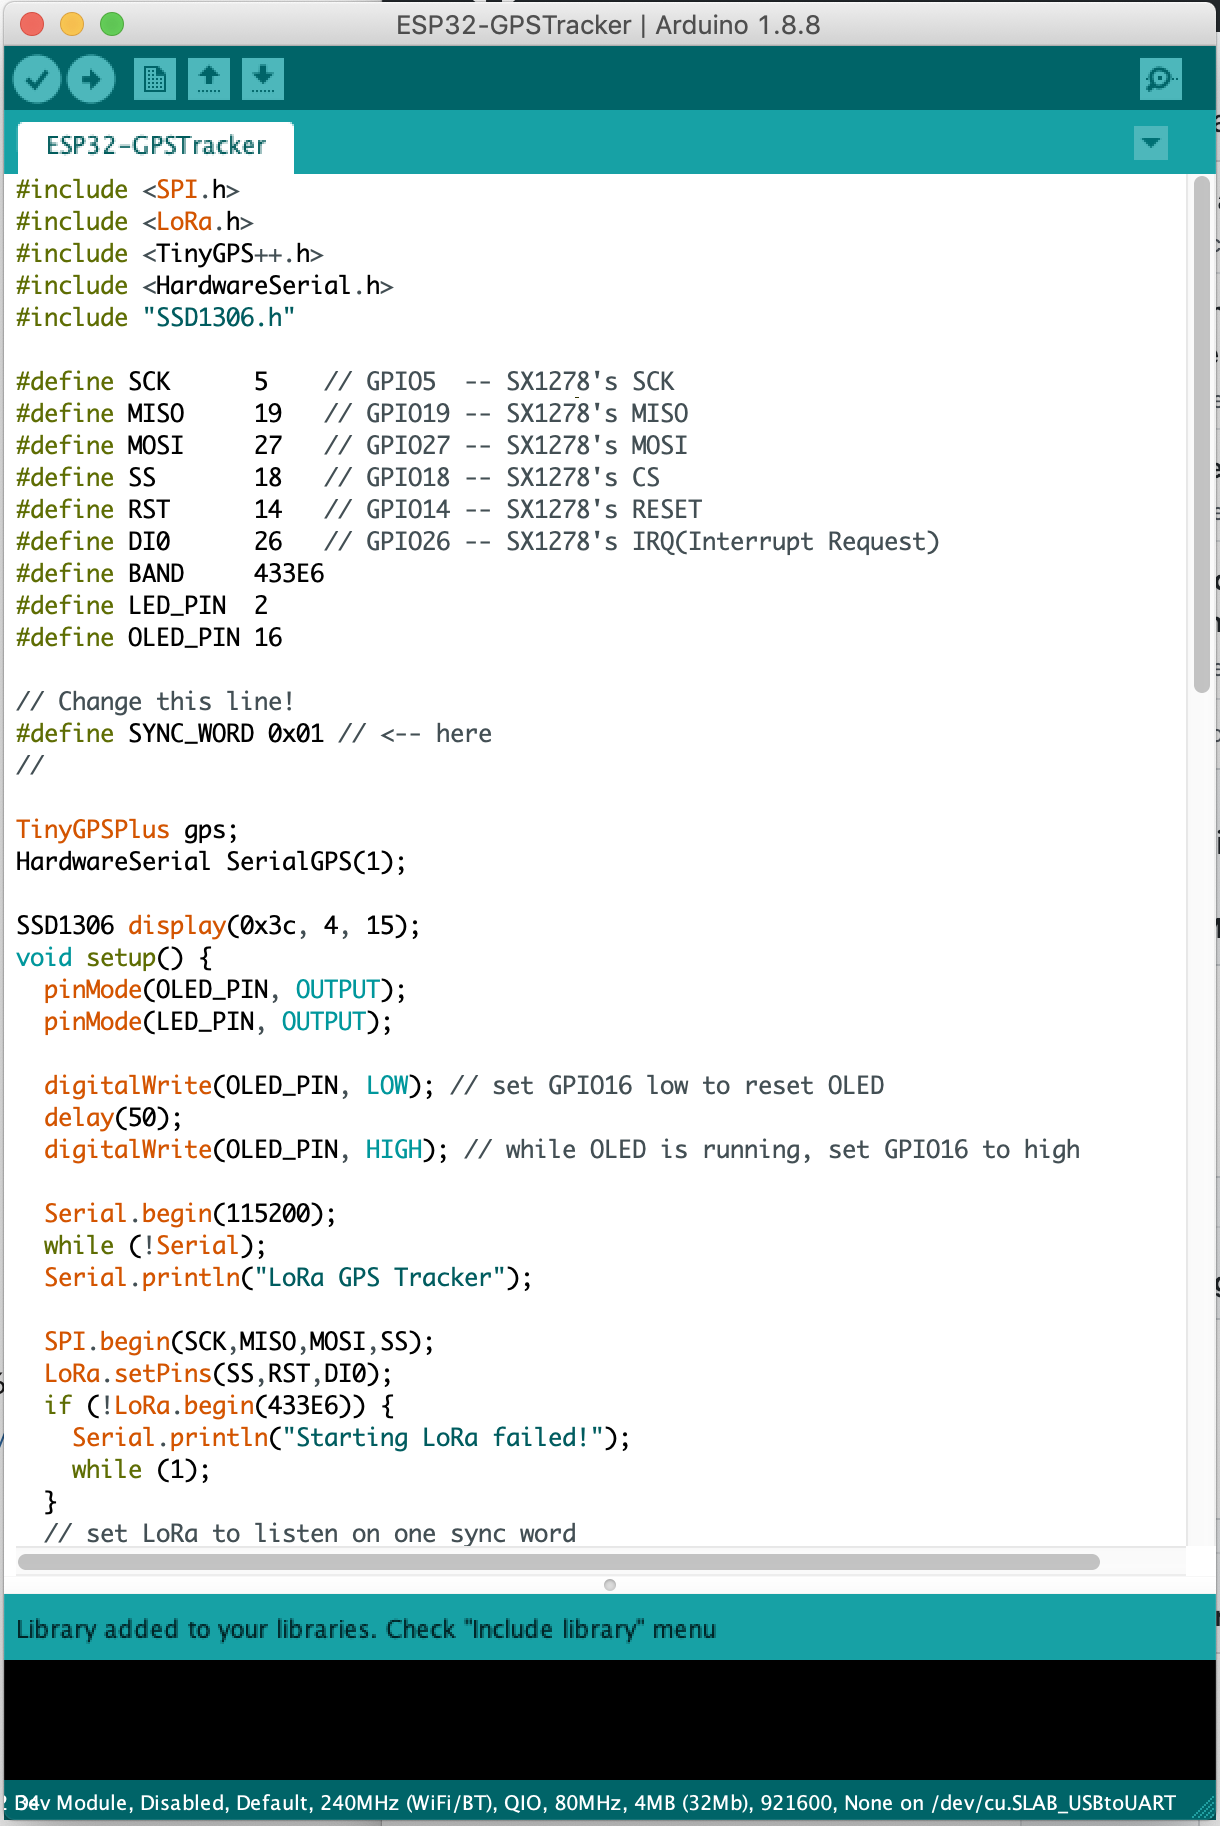 ESP32-GPSTracker | Arduino 1.8.8
ESP32-GPSTracker
#include <SPI.h>
#include <LoRa.h>
#include <TinyGPS++.h>
#include <HardwareSerial.h>
#include "SSD1306.h"
#define SCK      5    // GPIO5  -- SX1278's SCK
#define MISO     19   // GPIO19 -- SX1278's MISO
#define MOSI     27   // GPIO27 -- SX1278's MOSI
#define SS       18   // GPIO18 -- SX1278's CS
#define RST      14   // GPIO14 -- SX1278's RESET
#define DI0      26   // GPIO26 -- SX1278's IRQ(Interrupt Request)
#define BAND     433E6
#define LED_PIN  2
#define OLED_PIN 16
// Change this line!
#define SYNC_WORD 0x01 // <-- here
//
TinyGPSPlus gps;
HardwareSerial SerialGPS(1);
SSD1306 display(0x3c, 4, 15);
void setup() {
  pinMode(OLED_PIN, OUTPUT);
  pinMode(LED_PIN, OUTPUT);
  digitalWrite(OLED_PIN, LOW); // set GPIO16 low to reset OLED
  delay(50);
  digitalWrite(OLED_PIN, HIGH); // while OLED is running, set GPIO16 to high
  Serial.begin(115200);
  while (!Serial);
  Serial.println("LoRa GPS Tracker");
  SPI.begin(SCK,MISO,MOSI,SS);
  LoRa.setPins(SS,RST,DI0);
  if (!LoRa.begin(433E6)) {
    Serial.println("Starting LoRa failed!");
    while (1);
  }
  // set LoRa to listen on one sync word
Library added to your libraries. Check "Include library" menu
Module, Disabled, Default, 240MHz (WiFi/BT), QIO, 80MHz, 4MB (32Mb), 921600, None on /dev/cu.SLAB_USBtoUART